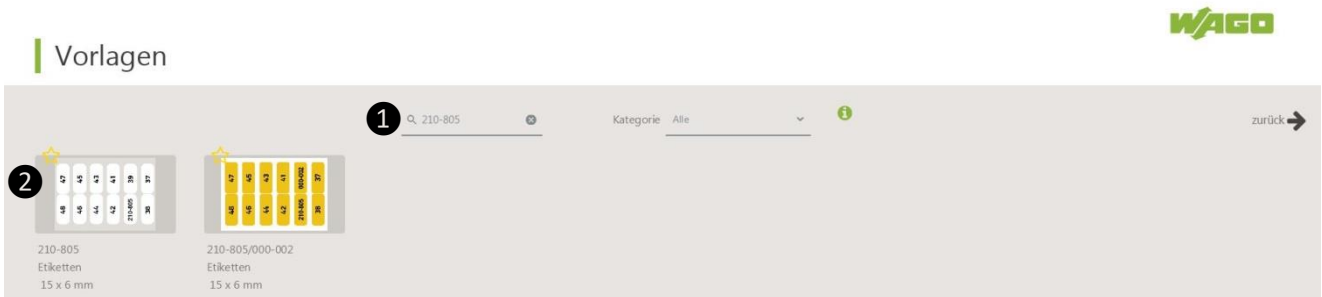 WAGO
Vorlagen
1
210-805
Kategorie Alle
zurück
2
47 45 43 41 39 37
48 46 44 42 210-805 38
47 45 43 41 000-002 37
48 46 44 42 210-805 38
210-805
Etiketten
15 x 6 mm
210-805/000-002
Etiketten
15 x 6 mm